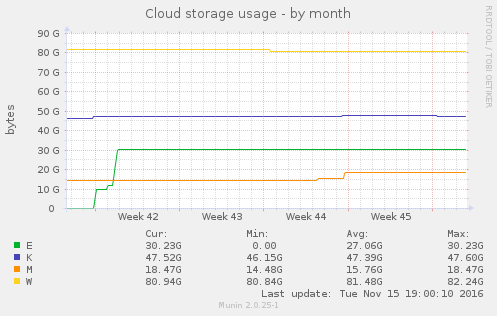 Cloud storage usage - by month
RRDTOOL / TOBI OETIKER
bytes
90 G
80 G
70 G
60 G
50 G
40 G
30 G
20 G
10 G
0
Week 42 Week 43 Week 44 Week 45
Cur: Min: Avg: Max:
E 30.23G 0.00 27.06G 30.23G
K 47.52G 46.15G 47.39G 47.60G
M 18.47G 14.48G 15.76G 18.47G
W 80.94G 80.84G 81.48G 82.24G
Last update: Tue Nov 15 19:00:10 2016
Munin 2.0.25-1